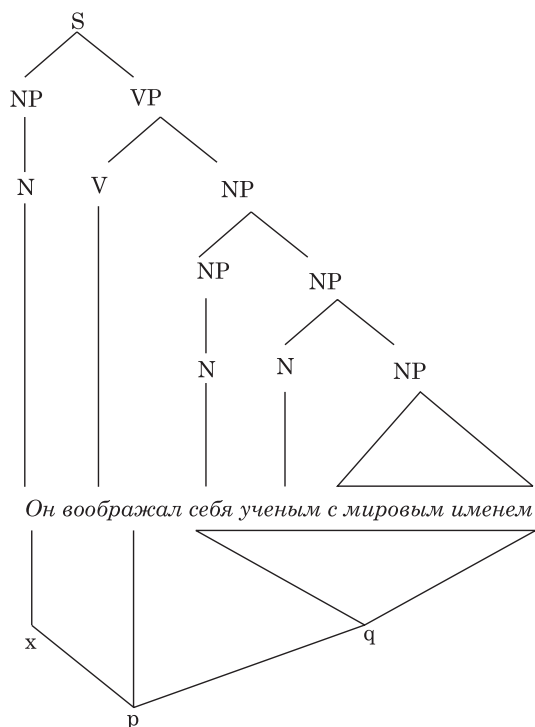 S
NP VP
N V NP
NP NP
N N NP
Он воображал себя ученым с мировым именем
x q
p